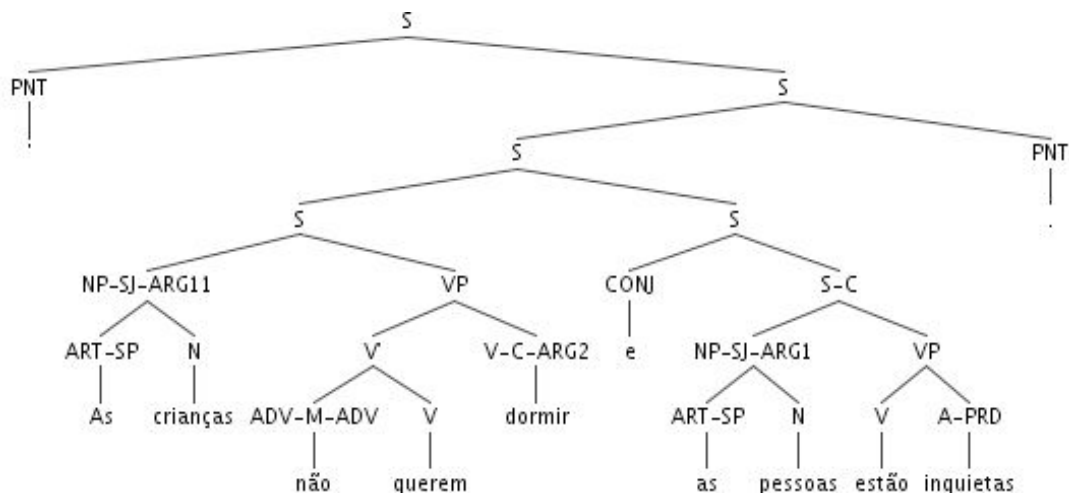 S
PNT S
. S PNT
S S .
NP-SJ-ARG11 VP CONJ S-C
ART-SP N V' V-C-ARG2 e NP-SJ-ARG1 VP
As crianças ADV-M-ADV V dormir ART-SP N V A-PRD
não querem as pessoas estão inquietas